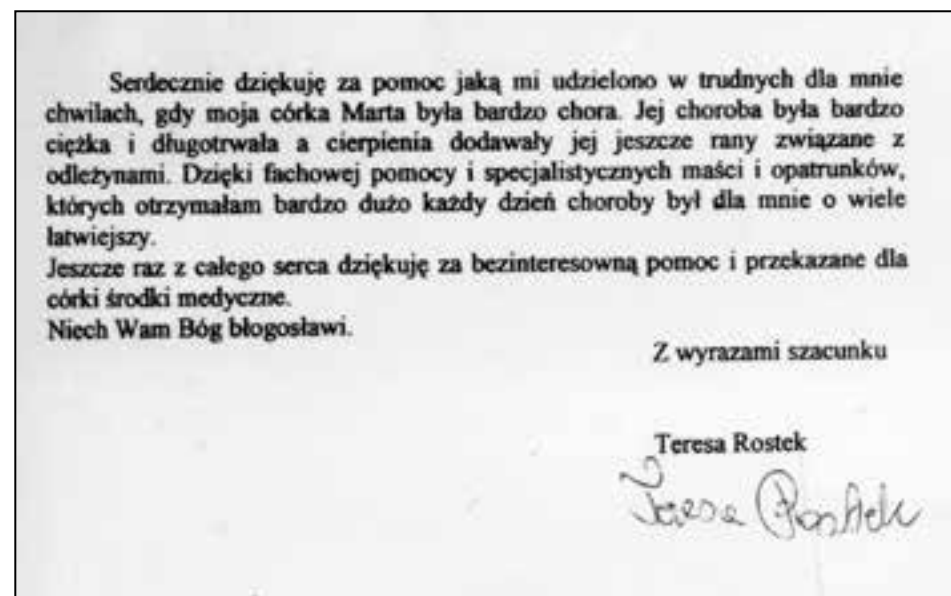 Serdecznie dziękuję za pomoc jaką mi udzielono w trudnych dla mnie
chwilach, gdy moja córka Marta była bardzo chora. Jej choroba była bardzo
ciężka i długotrwała a cierpienia dodawały jej jeszcze rany związane z
odleżynami. Dzięki fachowej pomocy i specjalistycznych maści i opatrunków,
których otrzymałam bardzo dużo każdy dzień choroby był dla mnie o wiele
łatwiejszy.
Jeszcze raz z całego serca dziękuję za bezinteresowną pomoc i przekazane dla
córki środki medyczne.
Niech Wam Bóg błogosławi.
Z wyrazami szacunku
Teresa Rostek
Teresa Rostek